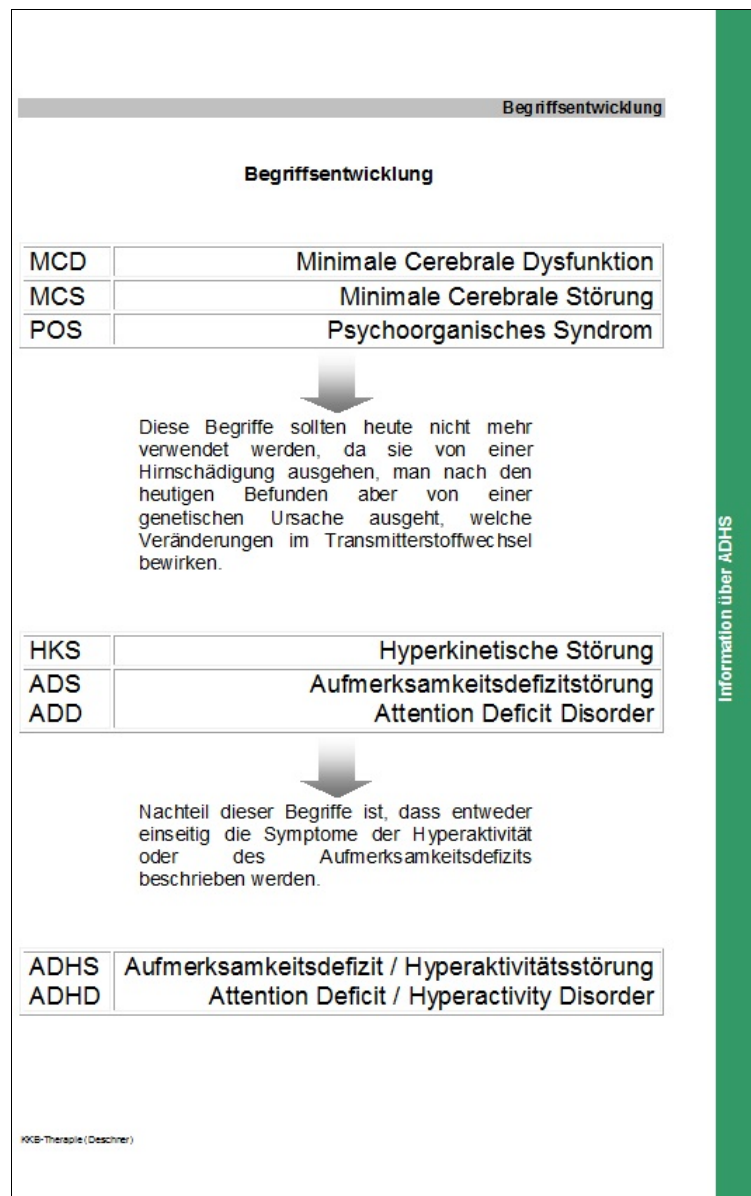 Begriffsentwicklung
Begriffsentwicklung
MCD Minimale Cerebrale Dysfunktion
MCS Minimale Cerebrale Störung
POS Psychoorganisches Syndrom
Diese Begriffe sollten heute nicht mehr
verwendet werden, da sie von einer
Hirnschädigung ausgehen, man nach den
heutigen Befunden aber von einer
genetischen Ursache ausgeht, welche
Veränderungen im Transmitterstoffwechsel
bewirken.
HKS Hyperkinetische Störung
ADS Aufmerksamkeitsdefizitstörung
ADD Attention Deficit Disorder
Nachteil dieser Begriffe ist, dass entweder
einseitig die Symptome der Hyperaktivität
oder des Aufmerksamkeitsdefizits
beschrieben werden.
ADHS Aufmerksamkeitsdefizit / Hyperaktivitätsstörung
ADHD Attention Deficit / Hyperactivity Disorder
KKB-Therapie (Deschner)
Information über ADHS